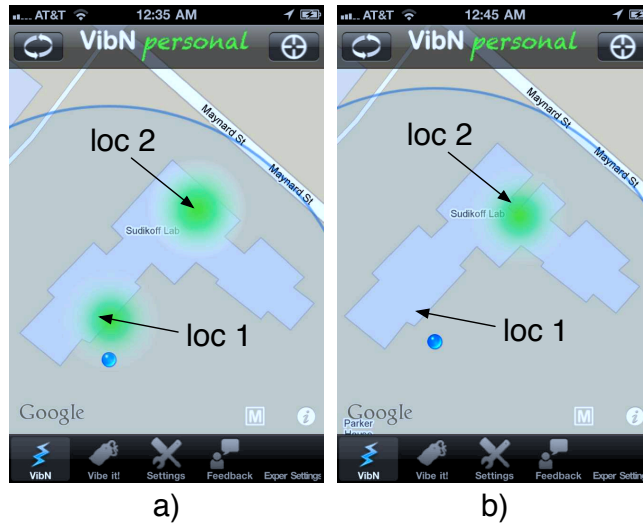 AT&T 12:35 AM
VibN personal
Maynard St
Maynard St
loc 2
Sudikoff Lab
loc 1
Google
M
i
VibN Vibe it! Settings Feedback Exper Settings
a)
AT&T 12:45 AM
VibN personal
Maynard St
Maynard St
loc 2
Sudikoff Lab
loc 1
Google
Parker
House
M
i
VibN Vibe it! Settings Feedback Exper Setting
b)